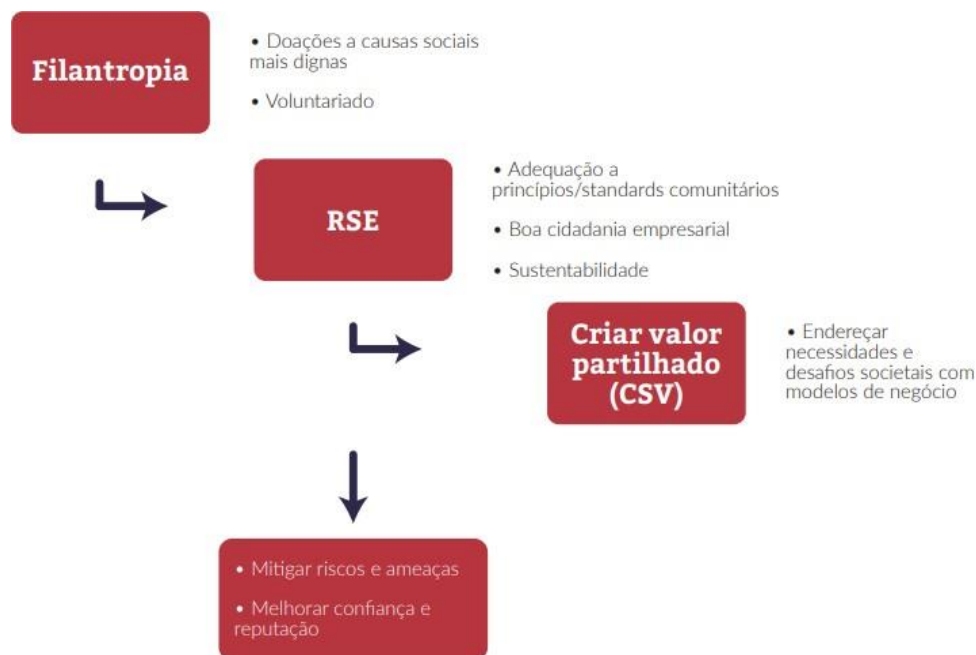 Filantropia
• Doações a causas sociais
mais dignas
• Voluntariado
RSE
• Adequação a
princípios/standards comunitários
• Boa cidadania empresarial
• Sustentabilidade
Criar valor
partilhado
(CSV)
• Endereçar
necessidades e
desafios societais com
modelos de negócio
• Mitigar riscos e ameaças
• Melhorar confiança e
reputação